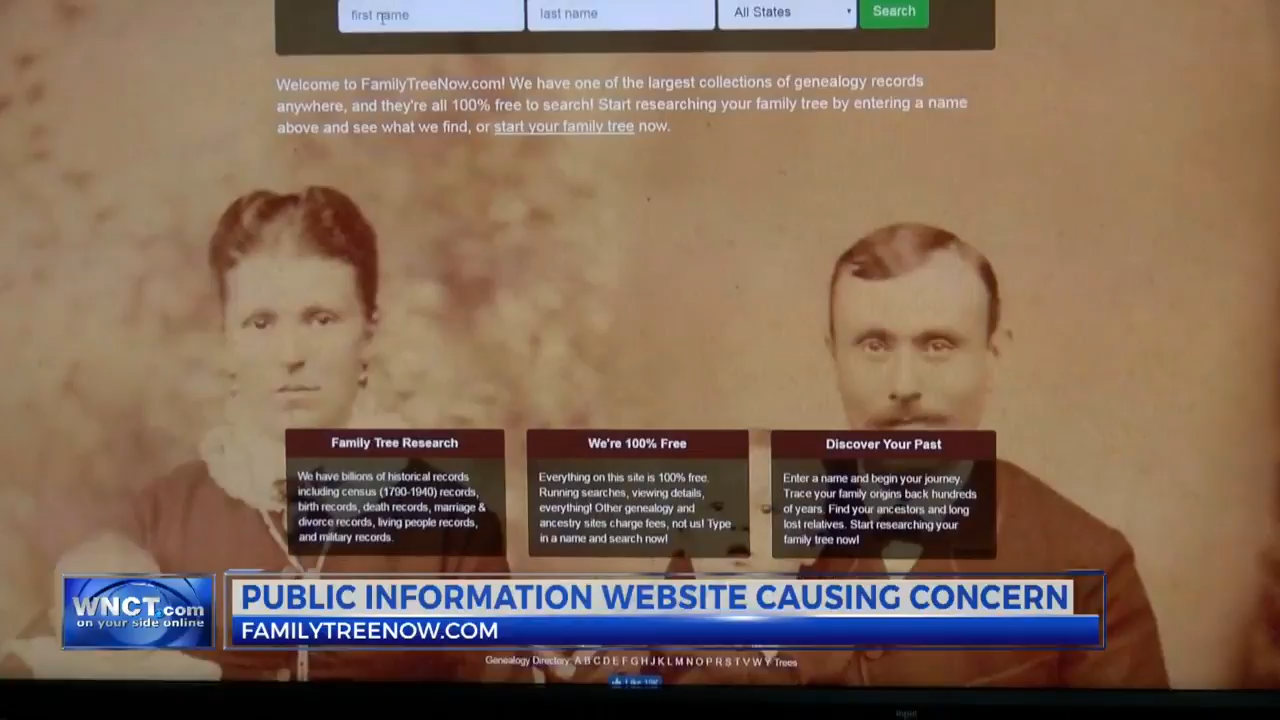 first name
last name
All States
Search
Welcome to FamilyTreeNow.com! We have one of the largest collections of genealogy records
anywhere, and they're all 100% free to search! Start researching your family tree by entering a name
above and see what we find, or start your family tree now.
Family Tree Research
We have billions of historical records
including census (1790-1940) records,
birth records, death records, marriage &
divorce records, living people records,
and military records.
We're 100% Free
Everything on this site is 100% free.
Running searches, viewing details,
everything! Other genealogy and
ancestry sites charge fees, not us! Type
in a name and search now!
Discover Your Past
Enter a name and begin your journey.
Trace your family origins back hundreds
of years. Find your ancestors and long
lost relatives. Start researching your
family tree now!
WNCT.com
on your side online
PUBLIC INFORMATION WEBSITE CAUSING CONCERN
FAMILYTREENOW.COM
Genealogy Directory: A B C D E F G H J K L M N O P R S T V W Y Trees
Like